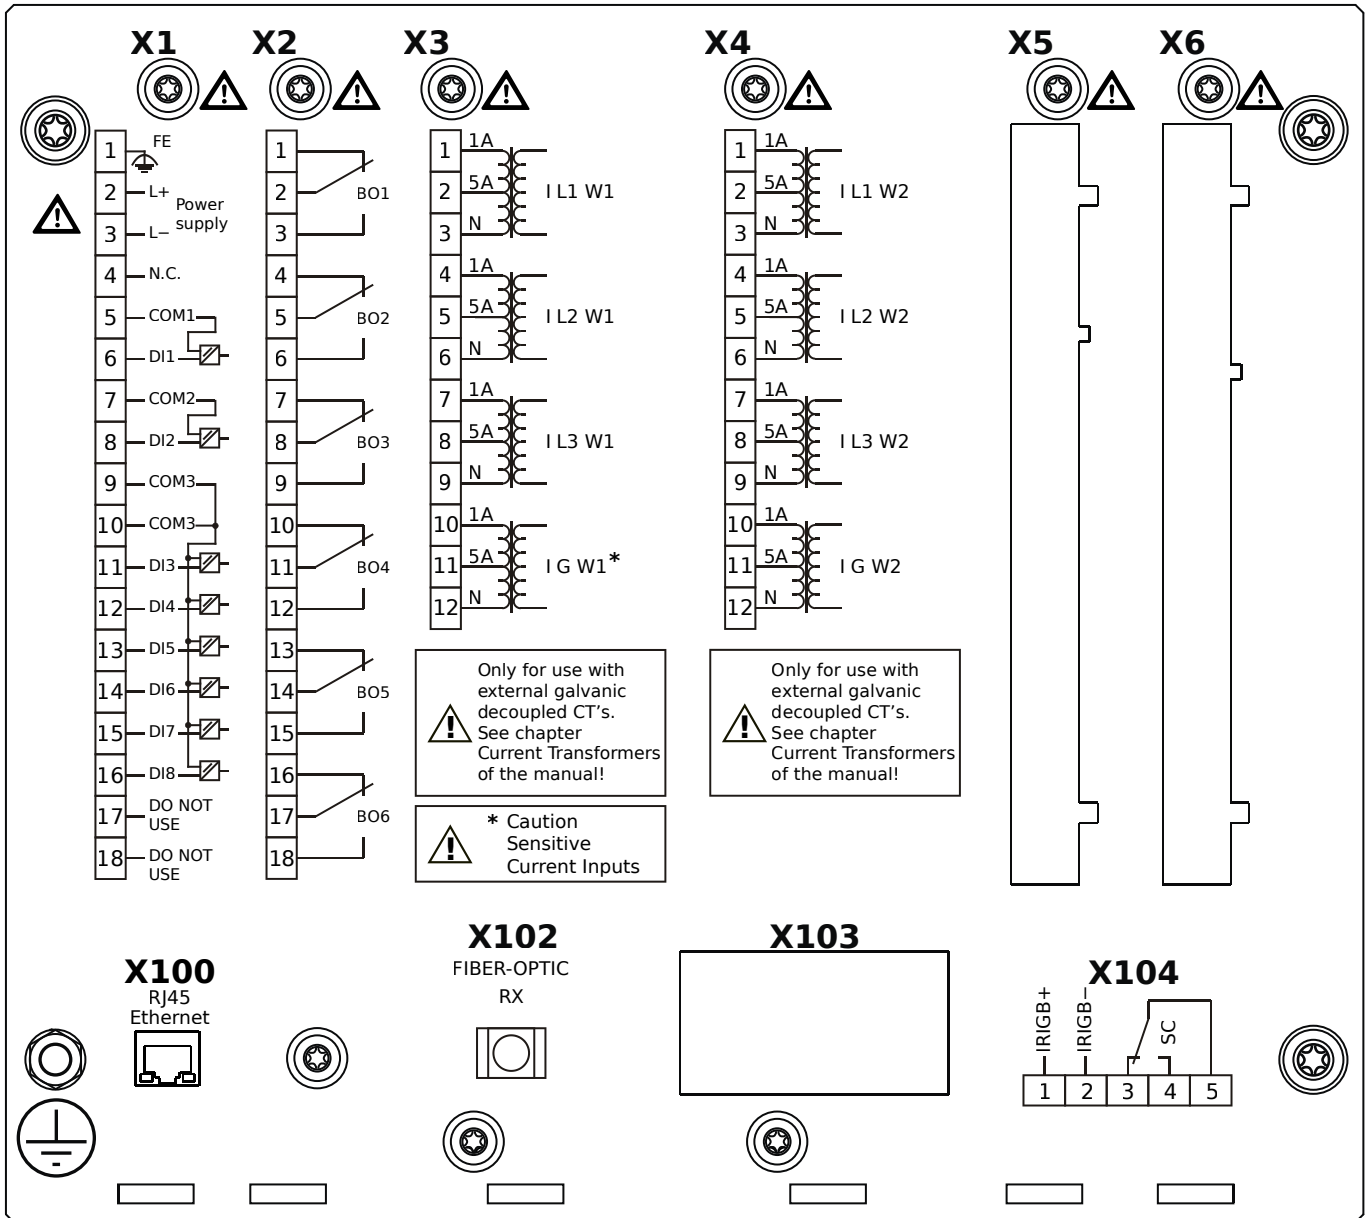 X1
X2
X3
X4
X5
X6
1 FE
2 L+
Power
supply
3 L−
4 N.C.
5 COM1
6 DI1
7 COM2
8 DI2
9 COM3
10 COM3
11 DI3
12 DI4
13 DI5
14 DI6
15 DI7
16 DI8
17 DO NOT
USE
18 DO NOT
USE
1
2 BO1
3
4
5 BO2
6
7
8 BO3
9
10
11 BO4
12
13
14 BO5
15
16
17 BO6
18
1 1A
2 5A I L1 W1
3 N
4 1A
5 5A I L2 W1
6 N
7 1A
8 5A I L3 W1
9 N
10 1A
11 5A I G W1*
12 N
Only for use with
external galvanic
decoupled CT's.
See chapter
Current Transformers
of the manual!
* Caution
Sensitive
Current Inputs
1 1A
2 5A I L1 W2
3 N
4 1A
5 5A I L2 W2
6 N
7 1A
8 5A I L3 W2
9 N
10 1A
11 5A I G W2
12 N
Only for use with
external galvanic
decoupled CT's.
See chapter
Current Transformers
of the manual!
X100
RJ45
Ethernet
X102
FIBER-OPTIC
RX
X103
X104
IRIGB+
IRIGB−
SC
1 2 3 4 5